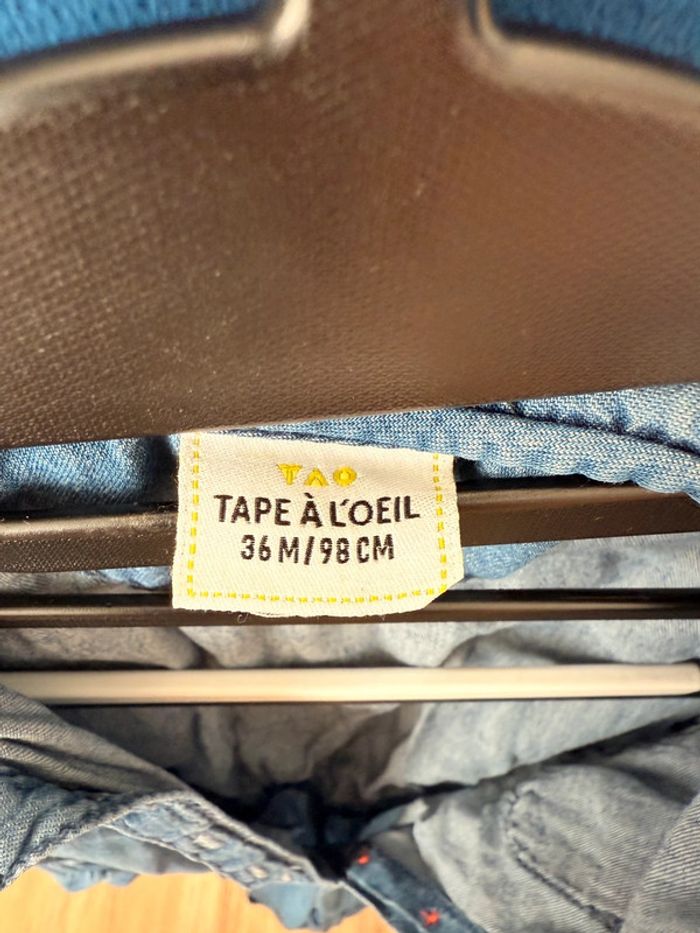 TAO
TAPE À L'OEIL
36M/98CM